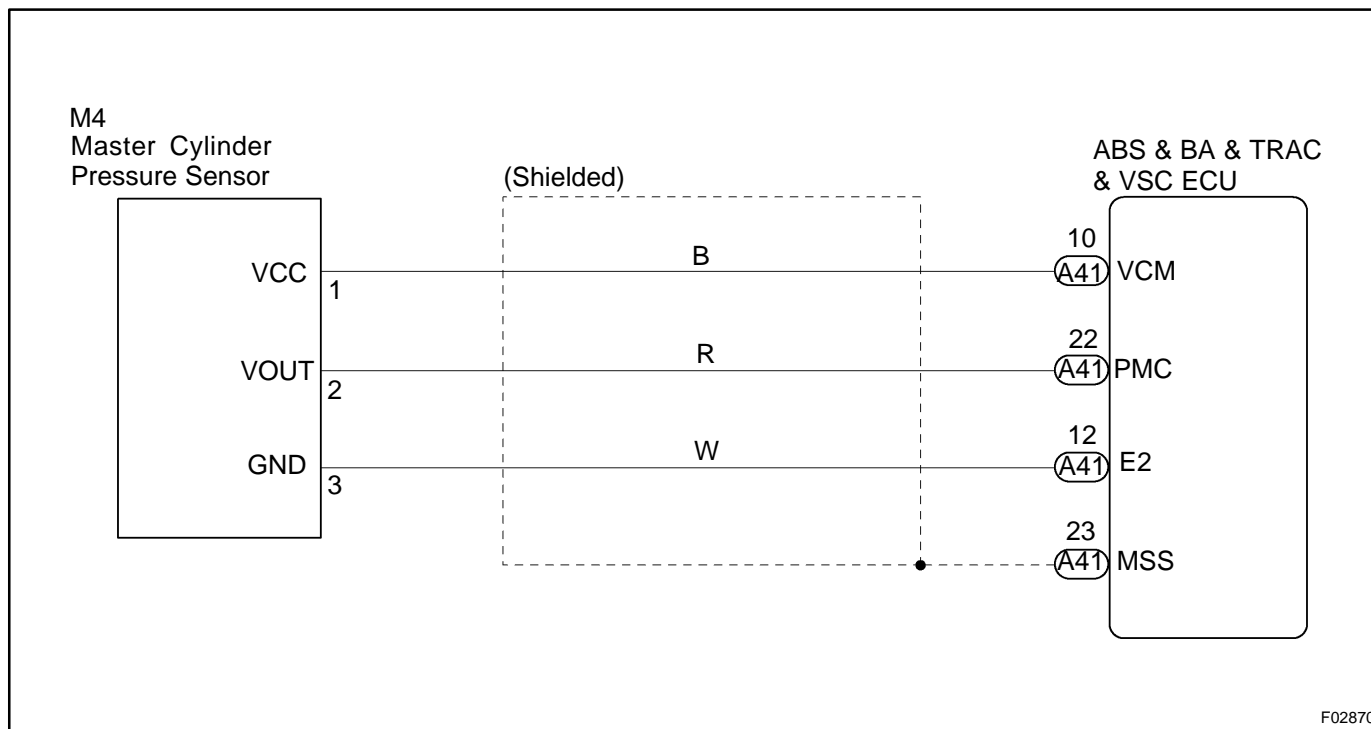 M4
Master Cylinder
Pressure Sensor
(Shielded)
ABS & BA & TRAC
& VSC ECU
VCC
1
B
10
A41
VCM
VOUT
2
R
22
A41
PMC
GND
3
W
12
A41
E2
23
A41
MSS
F02870